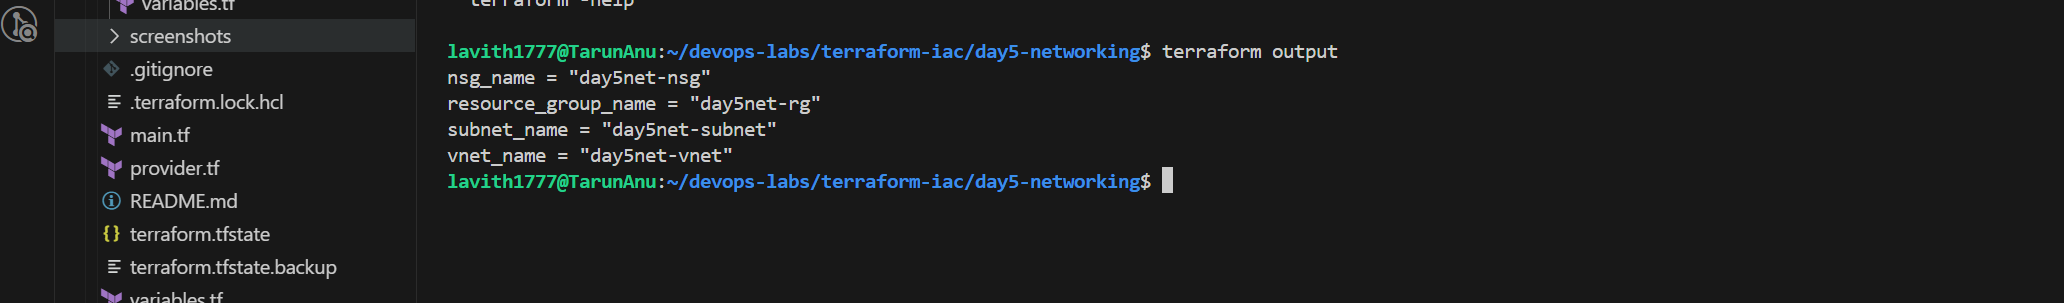 variables.tf
screenshots
.gitignore
.terraform.lock.hcl
main.tf
provider.tf
README.md
terraform.tfstate
terraform.tfstate.backup
variables.tf
terraform -help
lavith1777@TarunAnu:~/devops-labs/terraform-iac/day5-networking$ terraform output
nsg_name = "day5net-nsg"
resource_group_name = "day5net-rg"
subnet_name = "day5net-subnet"
vnet_name = "day5net-vnet"
lavith1777@TarunAnu:~/devops-labs/terraform-iac/day5-networking$